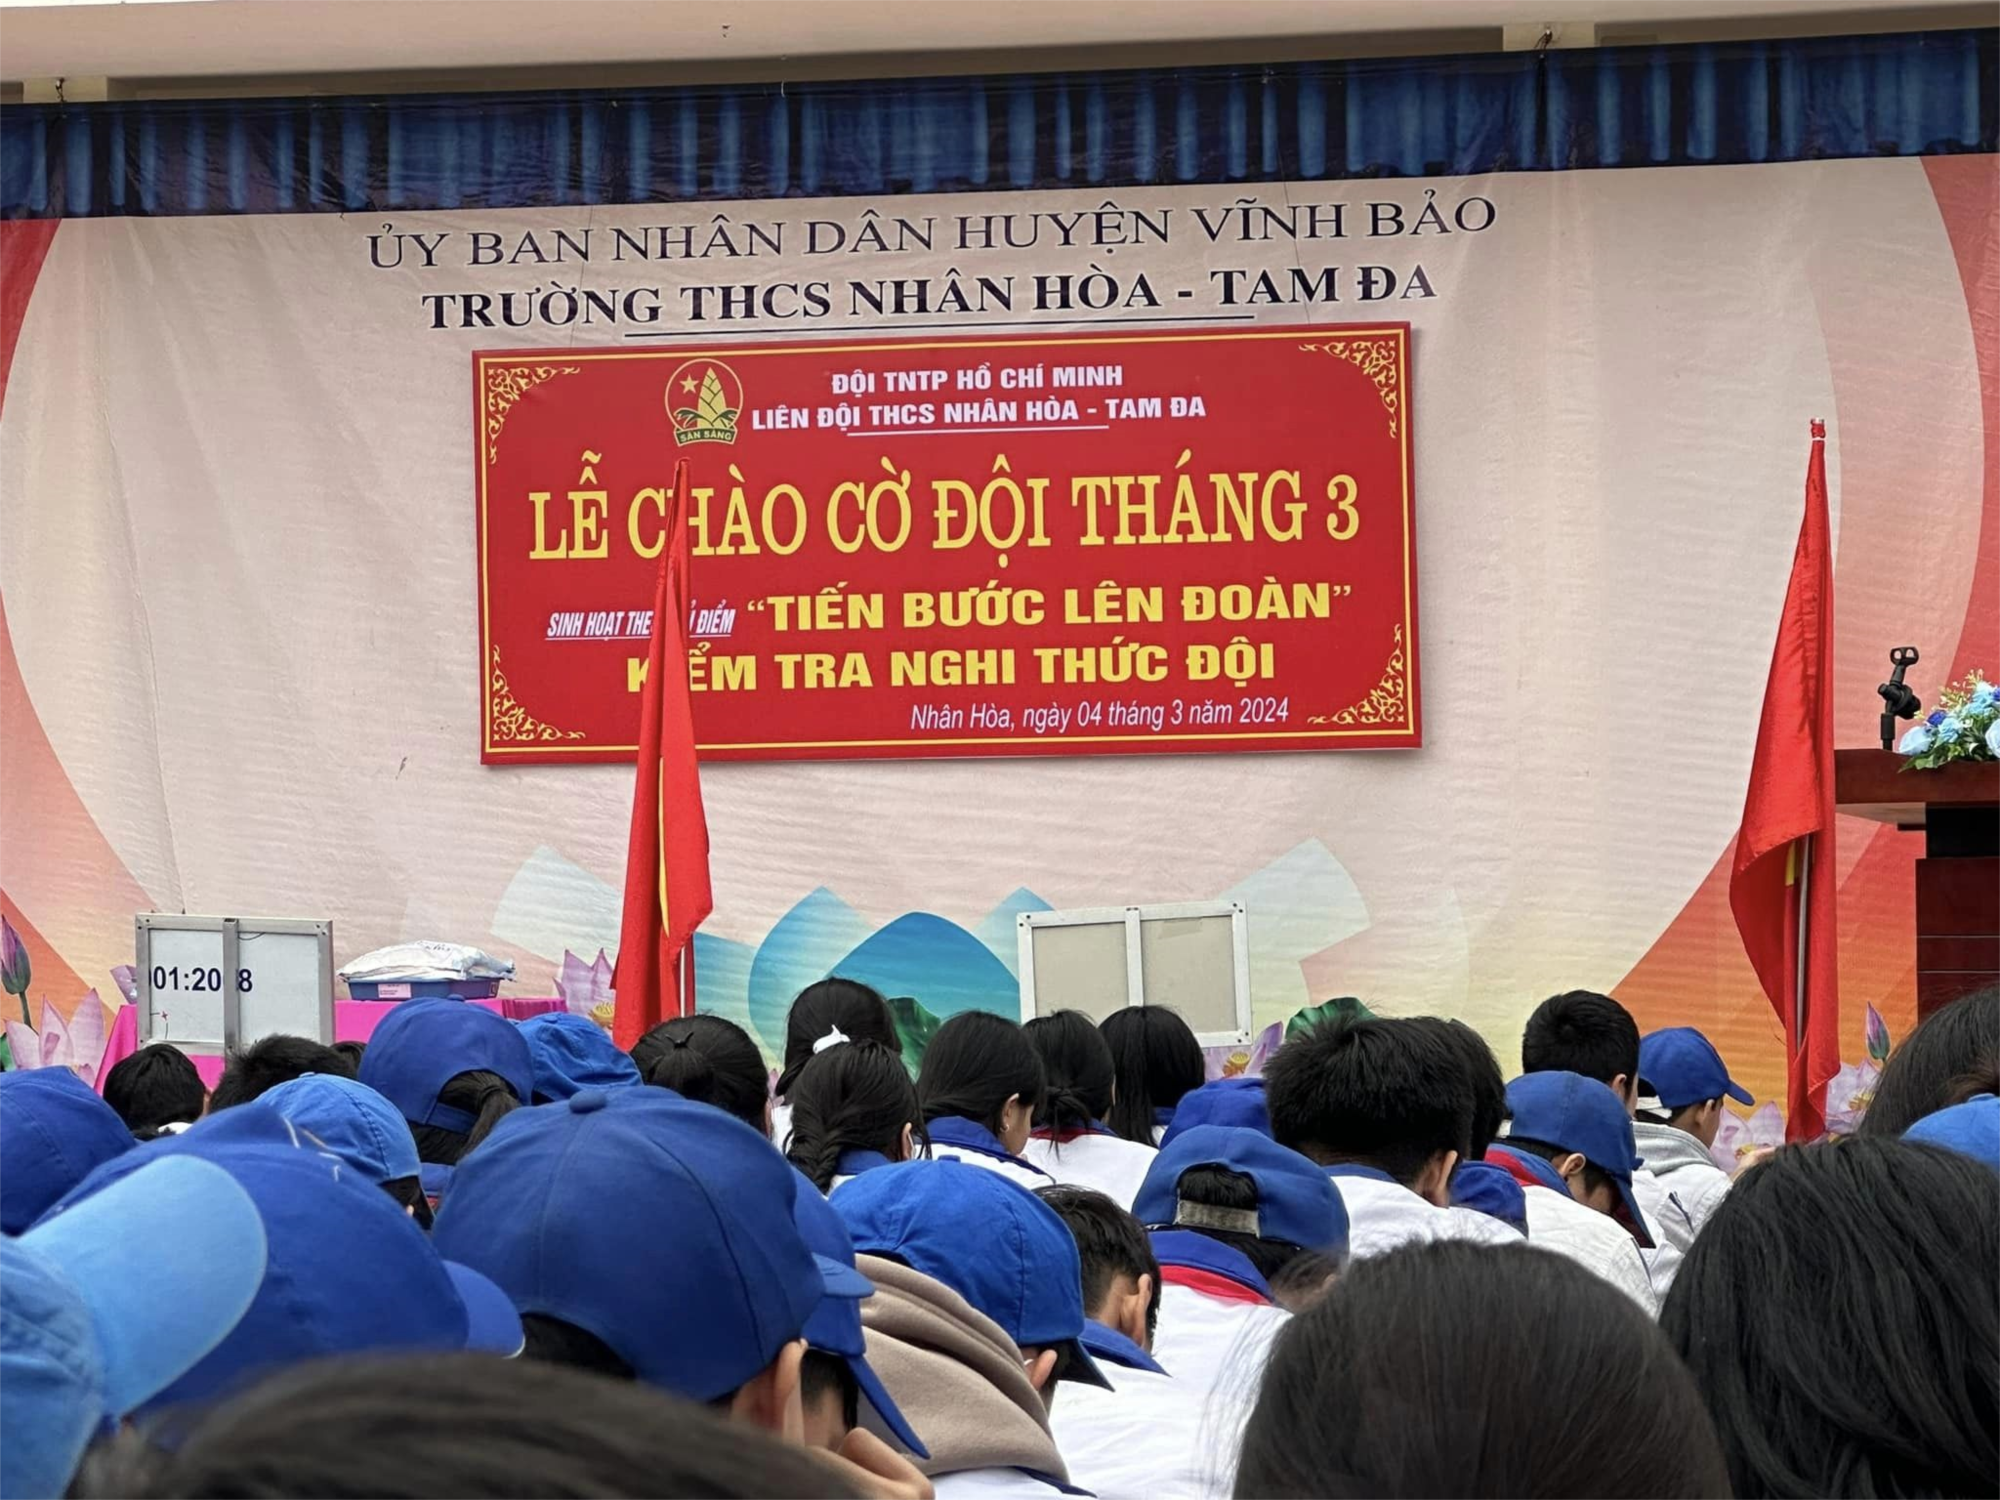 ỦY BAN NHÂN DÂN HUYỆN VĨNH BẢO
TRƯỜNG THCS NHÂN HÒA - TAM ĐA
ĐỘI TNTP HỒ CHÍ MINH
LIÊN ĐỘI THCS NHÂN HÒA - TAM ĐA
SẴN SÀNG
LỄ CHÀO CỜ ĐỘI THÁNG 3
SINH HOẠT ĐIỂM “TIẾN BƯỚC LÊN ĐOÀN”
KIỂM TRA NGHI THỨC ĐỘI
Nhân Hòa, ngày 04 tháng 3 năm 2024